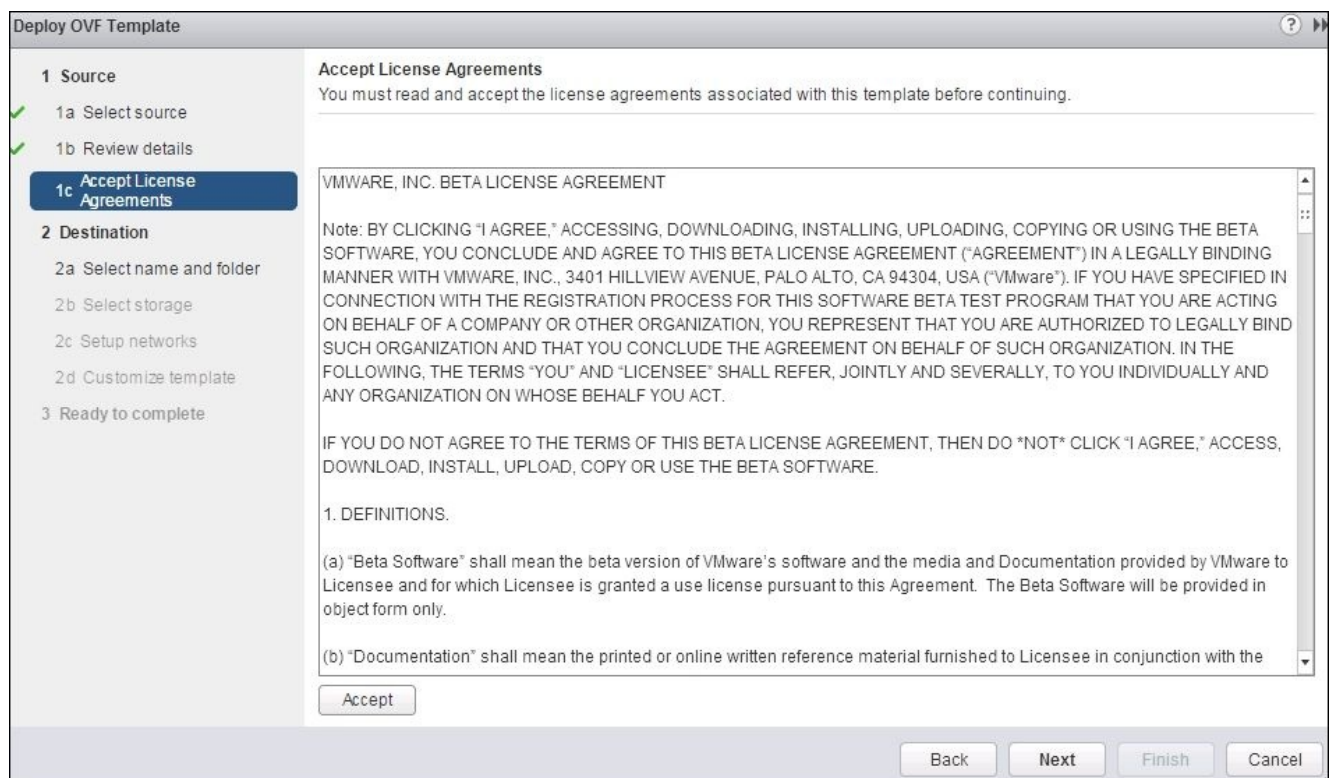 Deploy OVF Template
?
1 Source
1a Select source
1b Review details
1c Accept License
Agreements
2 Destination
2a Select name and folder
2b Select storage
2c Setup networks
2d Customize template
3 Ready to complete
Accept License Agreements
You must read and accept the license agreements associated with this template before continuing.
VMWARE, INC. BETA LICENSE AGREEMENT
Note: BY CLICKING “I AGREE,” ACCESSING, DOWNLOADING, INSTALLING, UPLOADING, COPYING OR USING THE BETA
SOFTWARE, YOU CONCLUDE AND AGREE TO THIS BETA LICENSE AGREEMENT (“AGREEMENT”) IN A LEGALLY BINDING
MANNER WITH VMWARE, INC., 3401 HILLVIEW AVENUE, PALO ALTO, CA 94304, USA (“VMware”). IF YOU HAVE SPECIFIED IN
CONNECTION WITH THE REGISTRATION PROCESS FOR THIS SOFTWARE BETA TEST PROGRAM THAT YOU ARE ACTING
ON BEHALF OF A COMPANY OR OTHER ORGANIZATION, YOU REPRESENT THAT YOU ARE AUTHORIZED TO LEGALLY BIND
SUCH ORGANIZATION AND THAT YOU CONCLUDE THE AGREEMENT ON BEHALF OF SUCH ORGANIZATION. IN THE
FOLLOWING, THE TERMS “YOU” AND “LICENSEE” SHALL REFER, JOINTLY AND SEVERALLY, TO YOU INDIVIDUALLY AND
ANY ORGANIZATION ON WHOSE BEHALF YOU ACT.
IF YOU DO NOT AGREE TO THE TERMS OF THIS BETA LICENSE AGREEMENT, THEN DO *NOT* CLICK “I AGREE,” ACCESS,
DOWNLOAD, INSTALL, UPLOAD, COPY OR USE THE BETA SOFTWARE.
1. DEFINITIONS.
(a) “Beta Software” shall mean the beta version of VMware’s software and the media and Documentation provided by VMware to
Licensee and for which Licensee is granted a use license pursuant to this Agreement. The Beta Software will be provided in
object form only.
(b) “Documentation” shall mean the printed or online written reference material furnished to Licensee in conjunction with the
Accept
Back
Next
Finish
Cancel